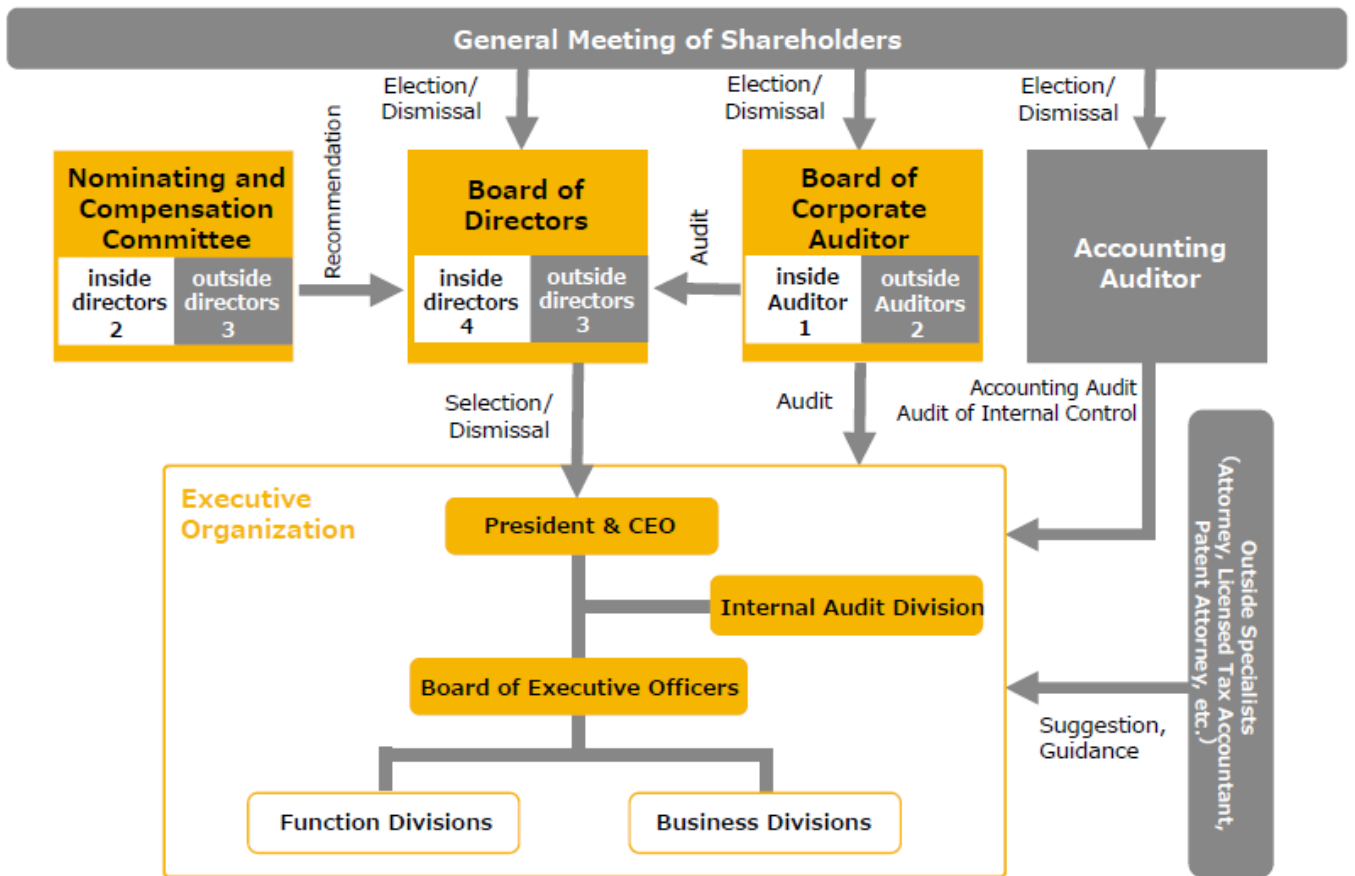 General Meeting of Shareholders
Election/
Dismissal
Election/
Dismissal
Election/
Dismissal
Nominating and
Compensation
Committee
inside
directors
2
outside
directors
3
Recommendation
Board of
Directors
inside
directors
4
outside
directors
3
Audit
Board of
Corporate
Auditor
inside
Auditor
1
outside
Auditors
2
Accounting
Auditor
Selection/
Dismissal
Audit
Accounting Audit
Audit of Internal Control
Executive
Organization
President & CEO
Internal Audit Division
Board of Executive Officers
Function Divisions
Business Divisions
Suggestion,
Guidance
Outside Specialists
(Attorney, Licensed Tax Accountant,
Patent Attorney, etc.)